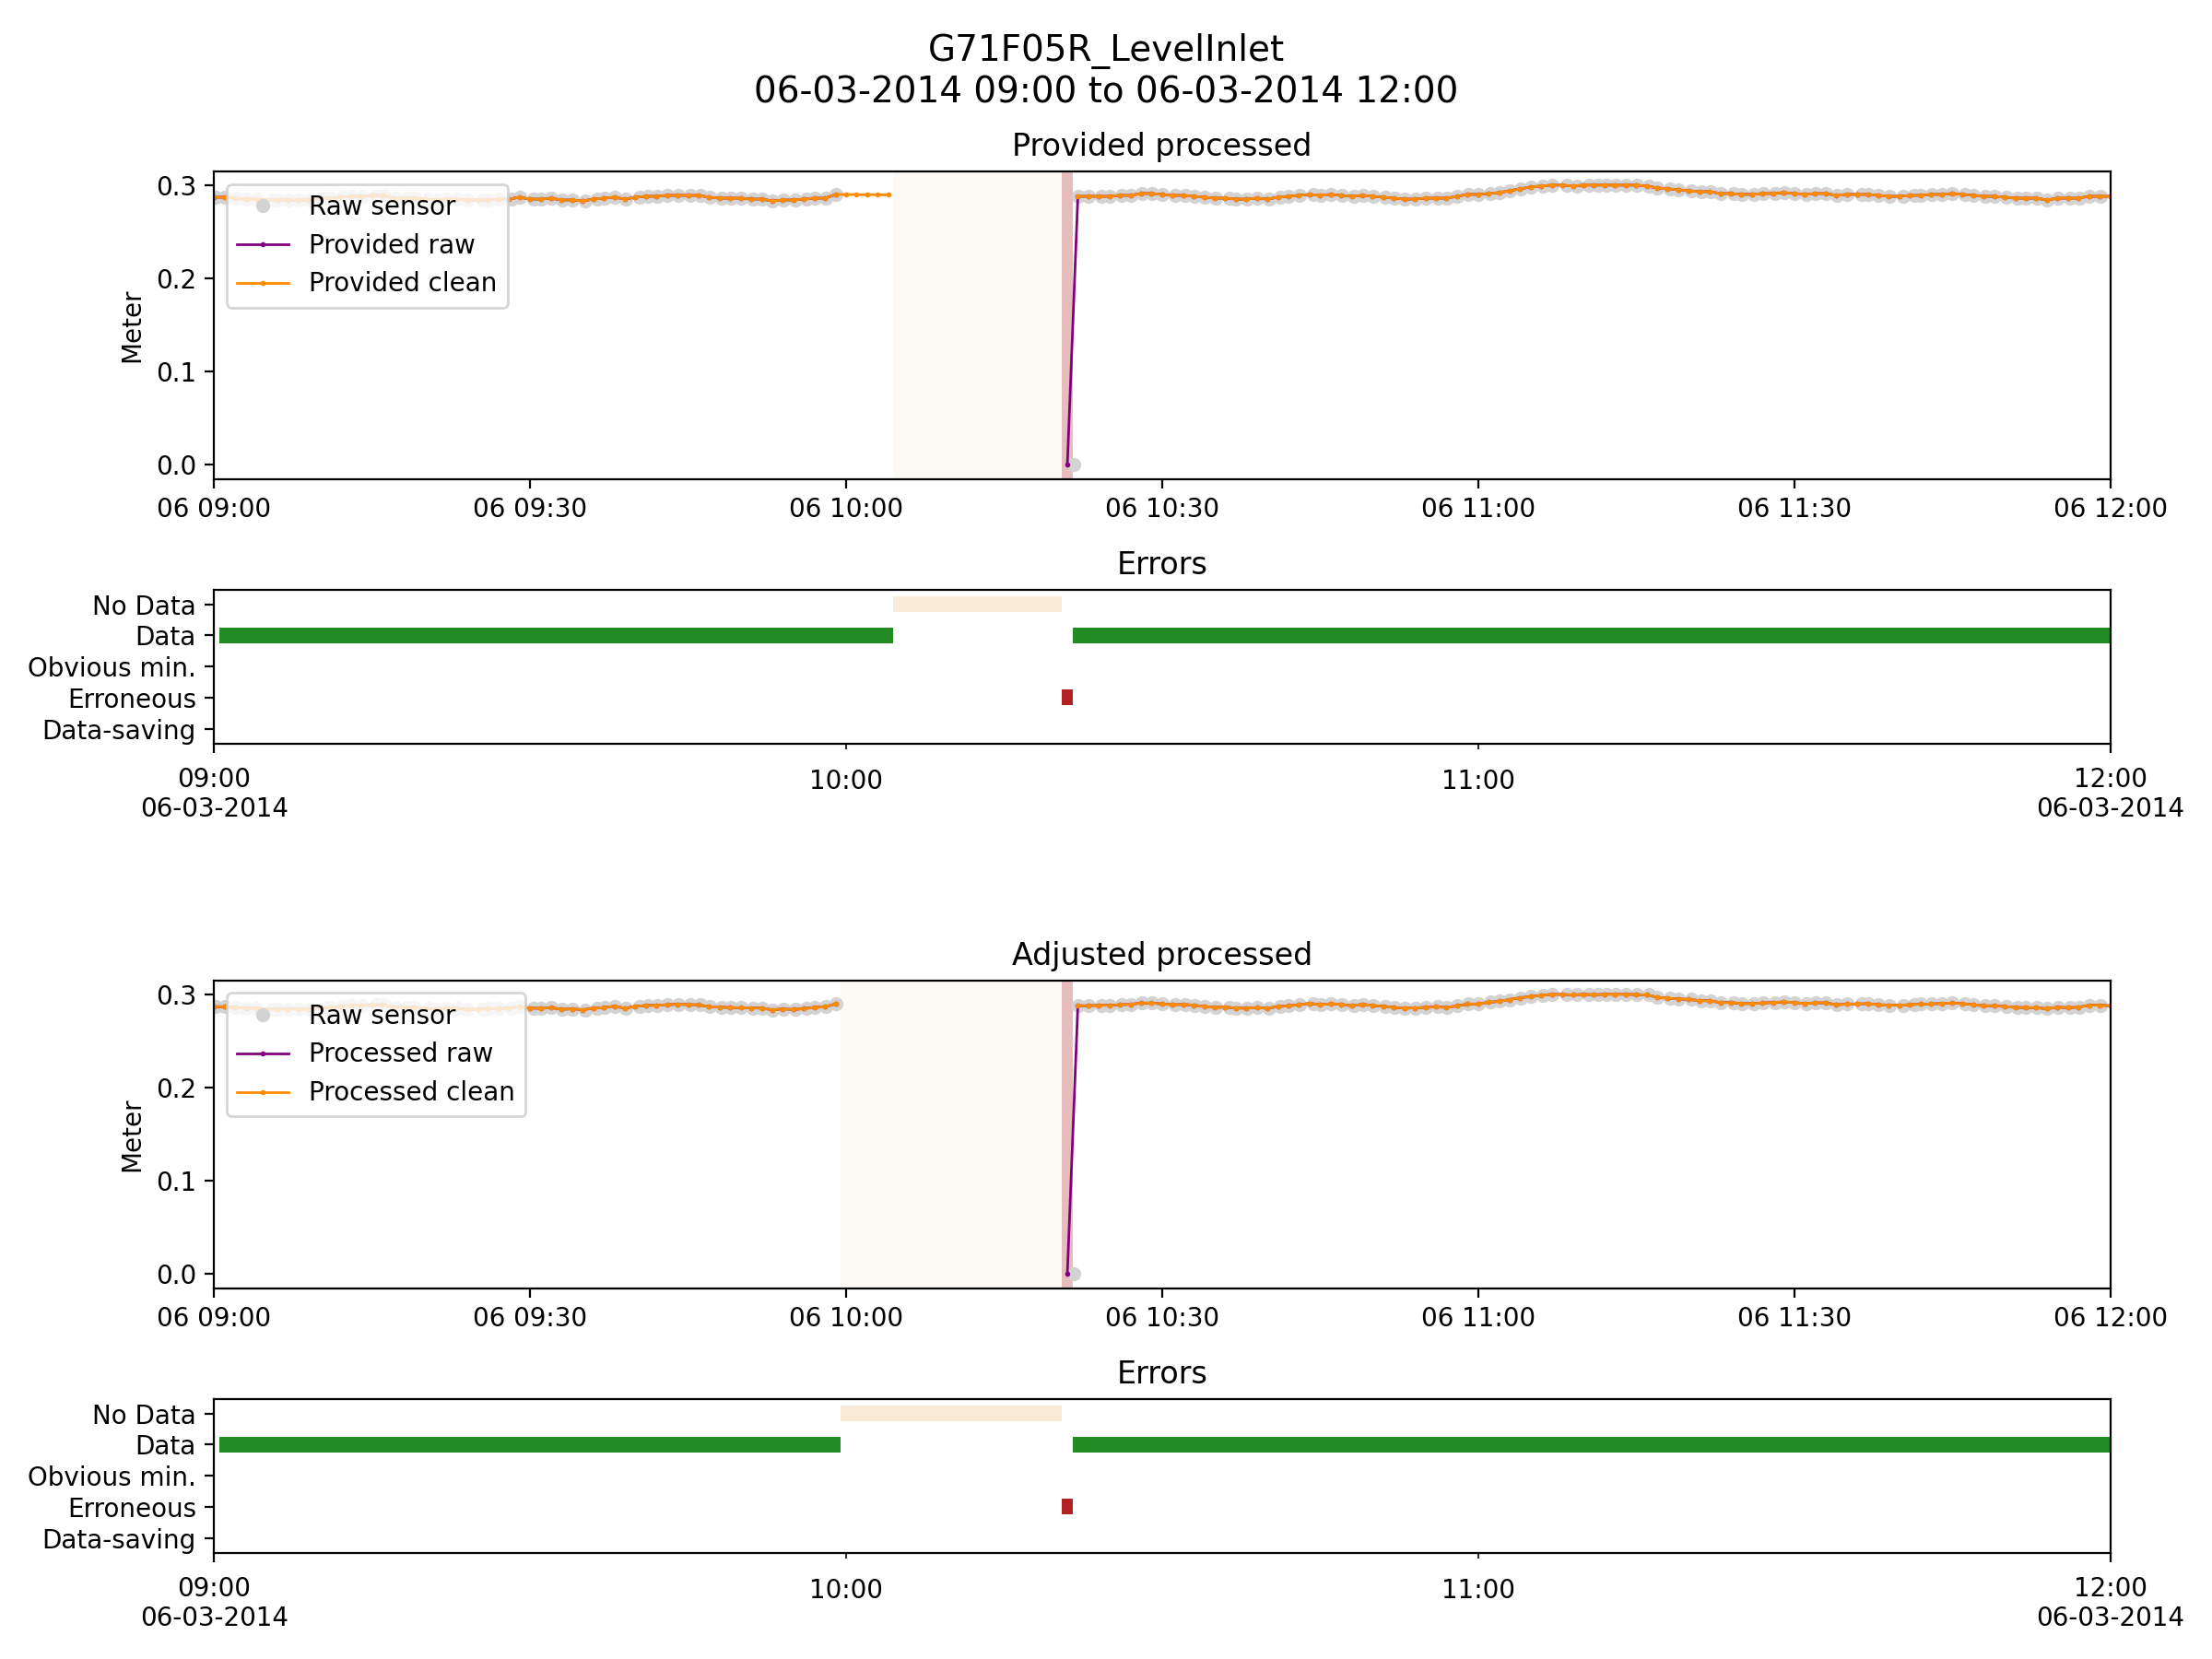 G71F05R_LevelInlet
06-03-2014 09:00 to 06-03-2014 12:00
Provided processed
Meter
0.3
0.2
0.1
0.0
Raw sensor
Provided raw
Provided clean
06 09:00 06 09:30 06 10:00 06 10:30 06 11:00 06 11:30 06 12:00
Errors
No Data
Data
Obvious min.
Erroneous
Data-saving
09:00 10:00 11:00 12:00
06-03-2014 06-03-2014
Adjusted processed
Meter
0.3
0.2
0.1
0.0
Raw sensor
Processed raw
Processed clean
06 09:00 06 09:30 06 10:00 06 10:30 06 11:00 06 11:30 06 12:00
Errors
No Data
Data
Obvious min.
Erroneous
Data-saving
09:00 10:00 11:00 12:00
06-03-2014 06-03-2014